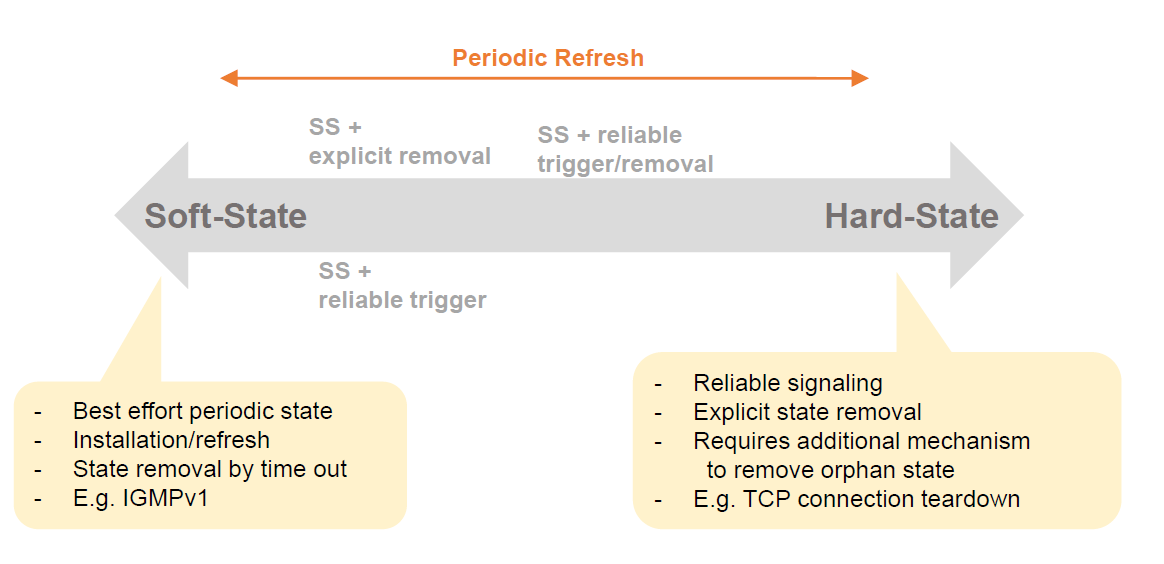 Periodic Refresh
SS +
explicit removal
SS + reliable
trigger/removal
Soft-State
Hard-State
SS +
reliable trigger
- Best effort periodic state
- Installation/refresh
- State removal by time out
- E.g. IGMPv1
- Reliable signaling
- Explicit state removal
- Requires additional mechanism
to remove orphan state
- E.g. TCP connection teardown